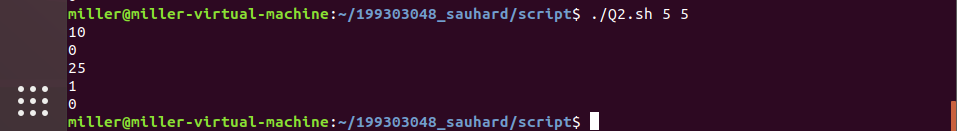 miller@miller-virtual-machine:~/199303048_sauhard/script$ ./Q2.sh 5 5
10
0
25
1
0
miller@miller-virtual-machine:~/199303048_sauhard/script$